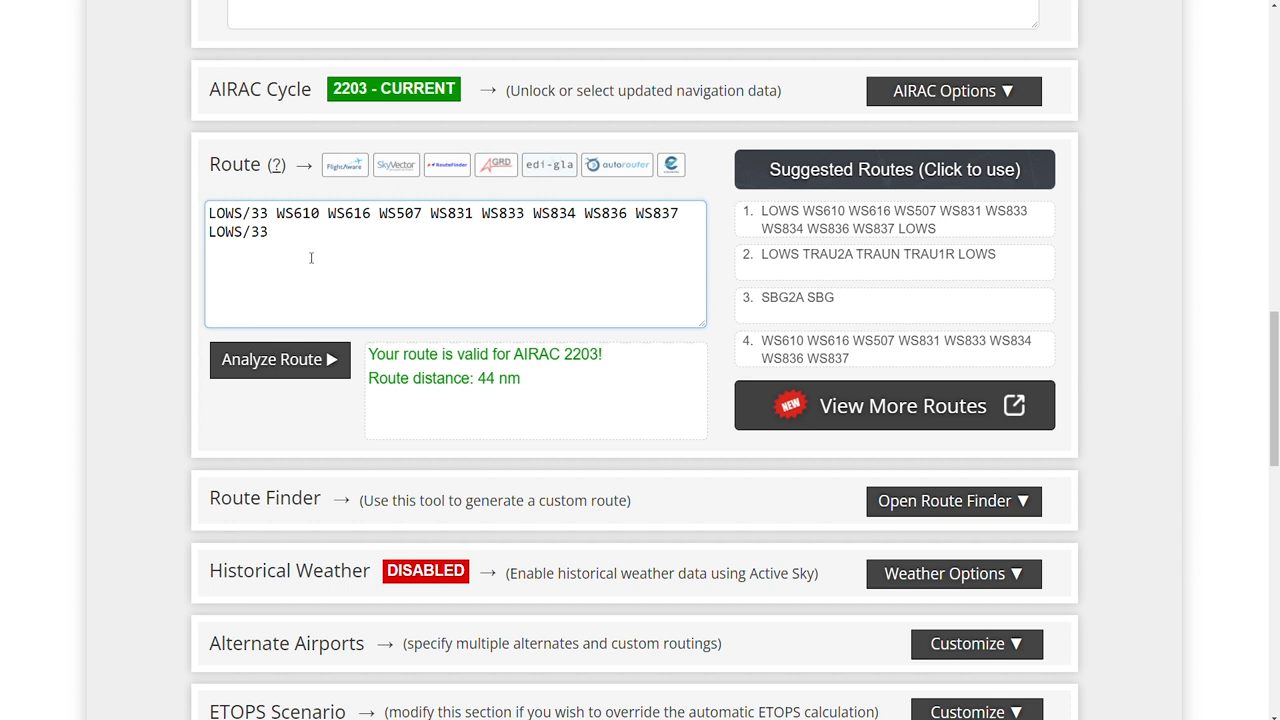 AIRAC Cycle 2203 - CURRENT → (Unlock or select updated navigation data) AIRAC Options ▼
Route (?) → FlightAware SkyVector RouteFinder GRD edi-gla autorouter
Suggested Routes (Click to use)
LOWS/33 WS610 WS616 WS507 WS831 WS833 WS834 WS836 WS837
LOWS/33
1. LOWS WS610 WS616 WS507 WS831 WS833
WS834 WS836 WS837 LOWS
2. LOWS TRAU2A TRAUN TRAU1R LOWS
3. SBG2A SBG
4. WS610 WS616 WS507 WS831 WS833 WS834
WS836 WS837
Analyze Route ▶
Your route is valid for AIRAC 2203!
Route distance: 44 nm
NEW View More Routes
Route Finder → (Use this tool to generate a custom route) Open Route Finder ▼
Historical Weather DISABLED → (Enable historical weather data using Active Sky) Weather Options ▼
Alternate Airports → (specify multiple alternates and custom routings) Customize ▼
ETOPS Scenario → (modify this section if you wish to override the automatic ETOPS calculation) Customize ▼